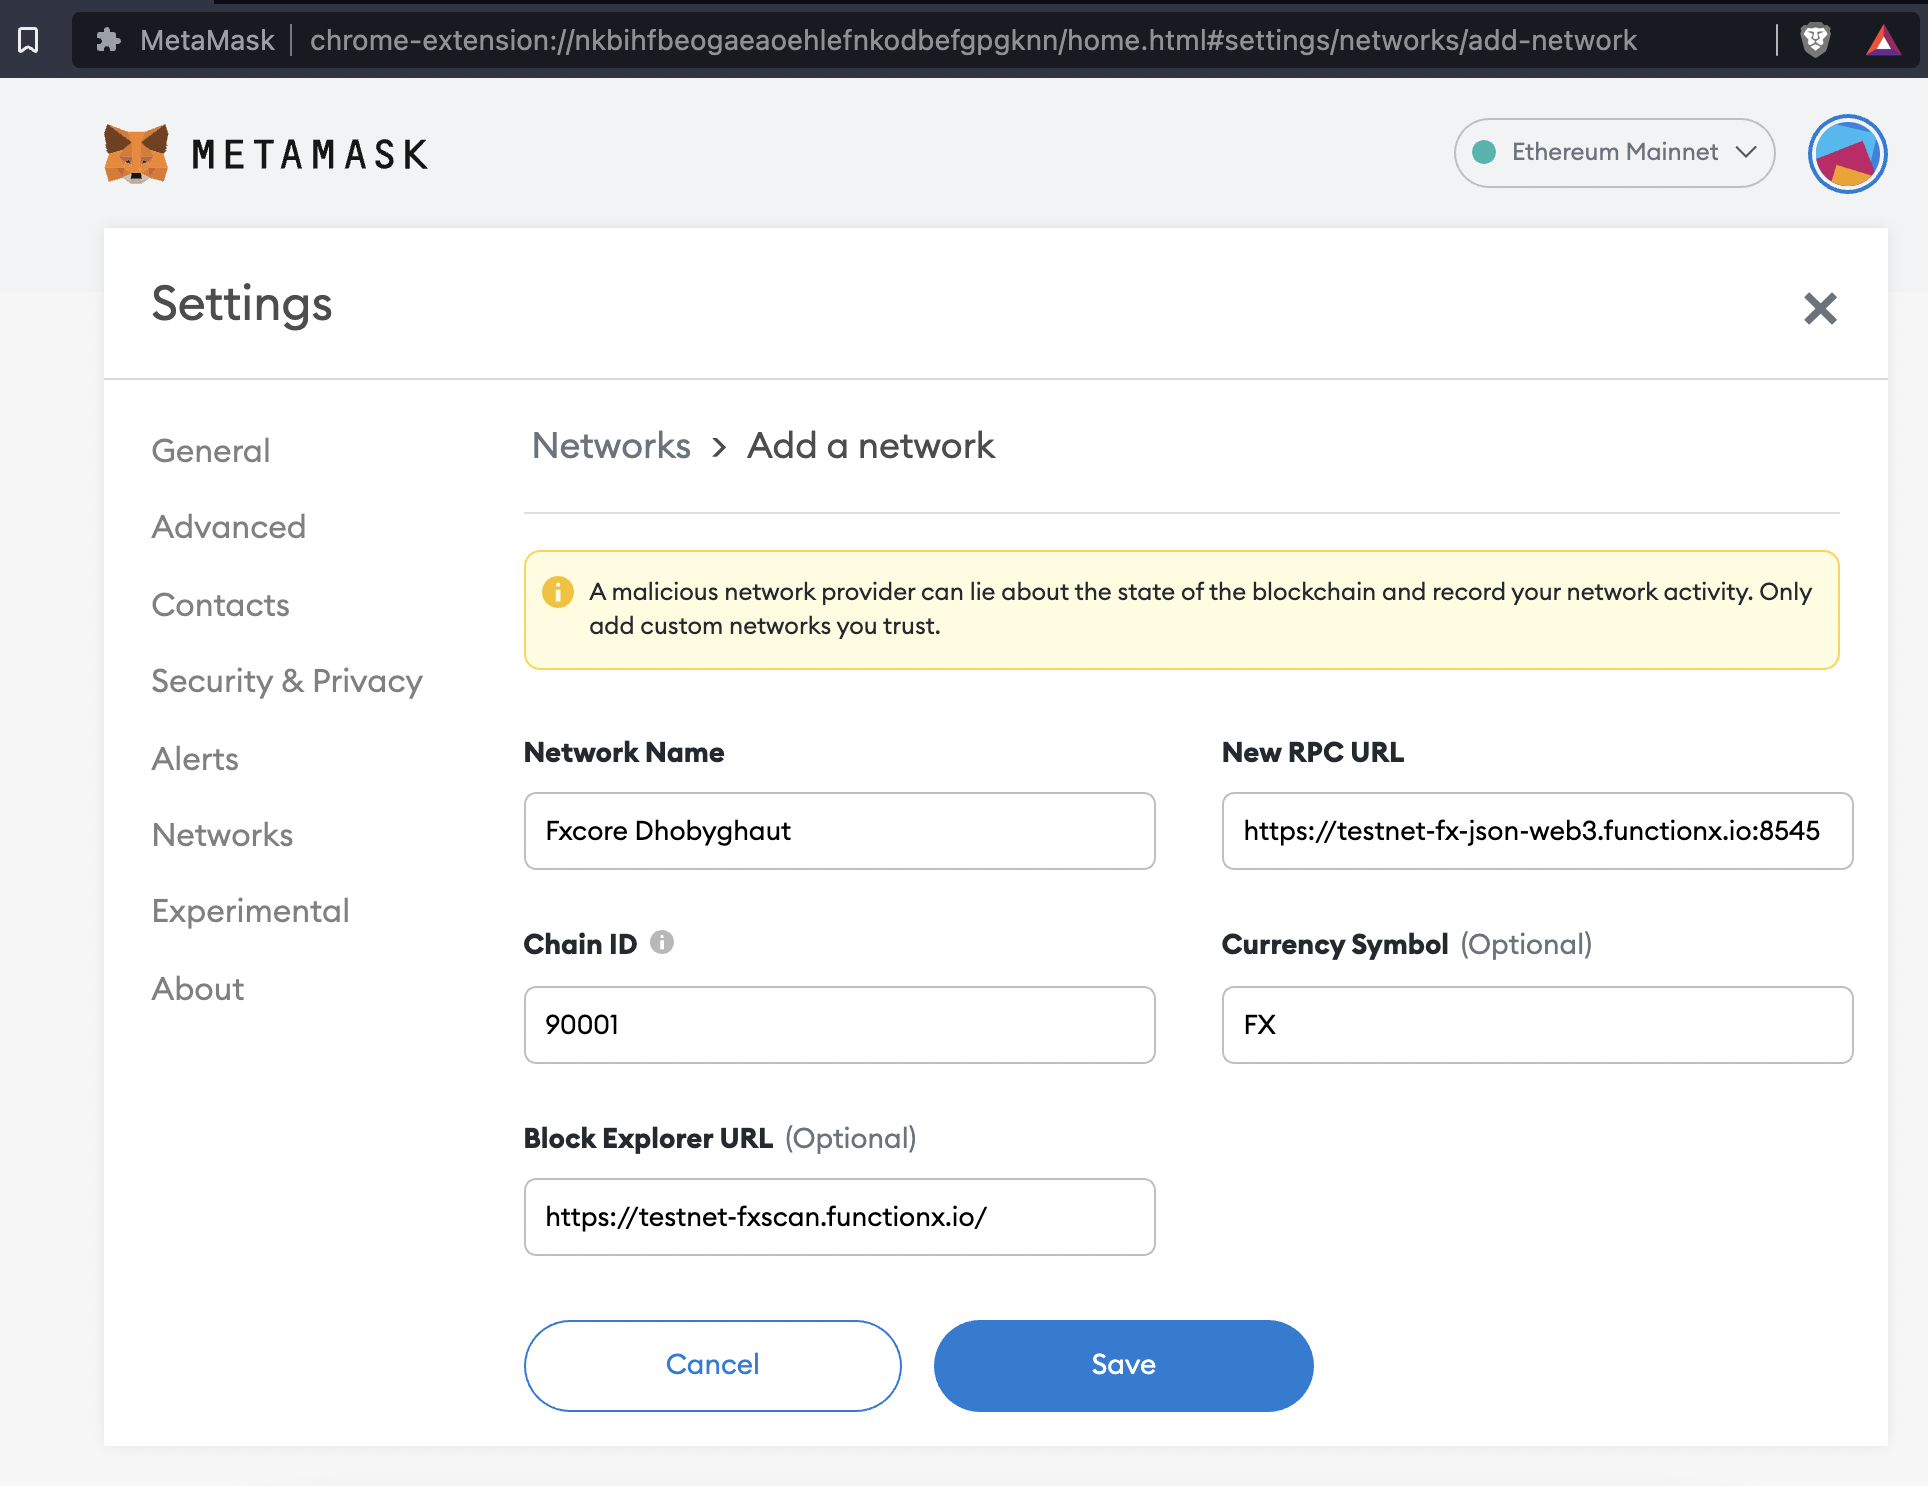 MetaMask chrome-extension://nkbihfbeogaeaoehlefnkodbefgpgknn/home.html#settings/networks/add-network
METAMASK
Ethereum Mainnet
Settings
General
Advanced
Contacts
Security & Privacy
Alerts
Networks
Experimental
About
Networks > Add a network
A malicious network provider can lie about the state of the blockchain and record your network activity. Only
add custom networks you trust.
Network Name
Fxcore Dhobyghaut
New RPC URL
https://testnet-fx-json-web3.functionx.io:8545
Chain ID
90001
Currency Symbol (Optional)
FX
Block Explorer URL (Optional)
https://testnet-fxscan.functionx.io/
Cancel
Save